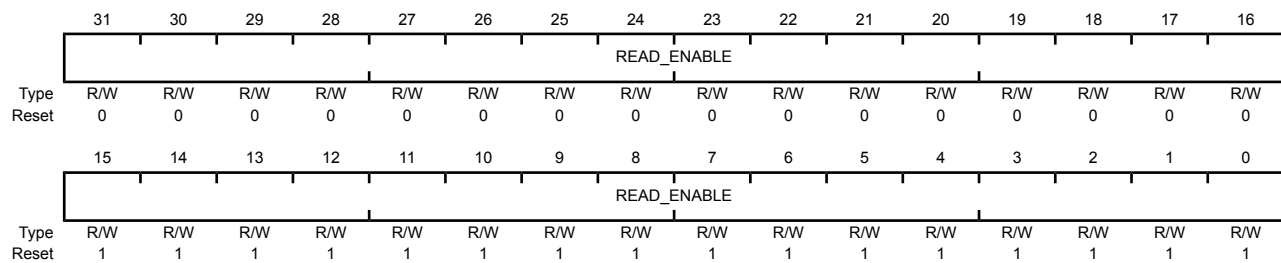 31 30 29 28 27 26 25 24 23 22 21 20 19 18 17 16
READ_ENABLE
Type R/W R/W R/W R/W R/W R/W R/W R/W R/W R/W R/W R/W R/W R/W R/W R/W
Reset 0 0 0 0 0 0 0 0 0 0 0 0 0 0 0 0
15 14 13 12 11 10 9 8 7 6 5 4 3 2 1 0
READ_ENABLE
Type R/W R/W R/W R/W R/W R/W R/W R/W R/W R/W R/W R/W R/W R/W R/W R/W
Reset 1 1 1 1 1 1 1 1 1 1 1 1 1 1 1 1